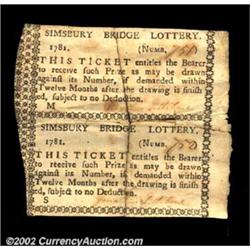 SIMSBURY BRIDGE LOTTERY.
1781. (NUMB.
THIS TICKET entitles the Bearer
to receive such Prize as may be drawn
against its Number, if demanded within
Twelve Months after the drawing is finish
ed, subject to no Deduction.
M
SIMSBURY BRIDGE LOTTERY.
1781. (NUMB.
THIS TICKET entitles the Bearer
to receive such Prize as may be drawn
against its Number, if demanded within
Twelve Months after the drawing is finish
ed, subject to no Deduction.
S
©2002 CurrencyAuction.com